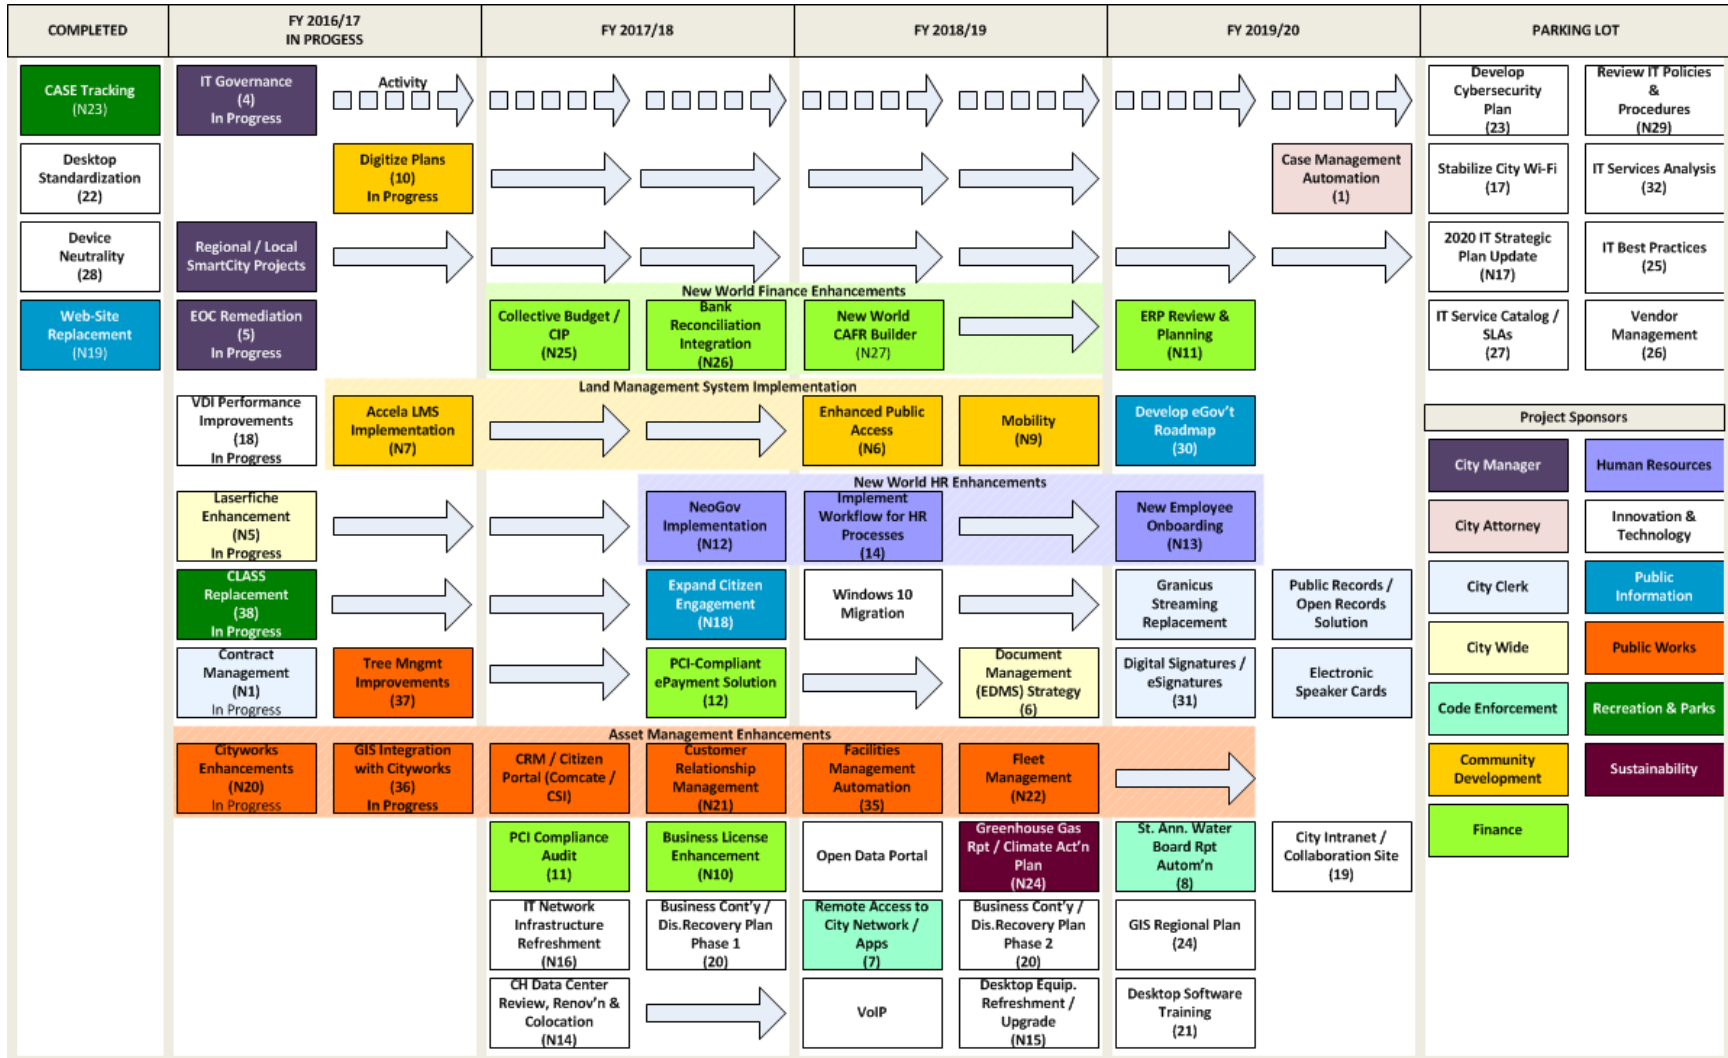 COMPLETED
FY 2016/17
IN PROGESS
FY 2017/18
FY 2018/19
FY 2019/20
PARKING LOT
CASE Tracking
(N23)
IT Governance
(4)
In Progress
Activity
Develop
Cybersecurity
Plan
(23)
Review IT Policies
&
Procedures
(N29)
Desktop
Standardization
(22)
Digitize Plans
(10)
In Progress
Case Management
Automation
(1)
Stabilize City Wi-Fi
(17)
IT Services Analysis
(32)
Device
Neutrality
(28)
Regional / Local
SmartCity Projects
2020 IT Strategic
Plan Update
(N17)
IT Best Practices
(25)
New World Finance Enhancements
Web-Site
Replacement
(N19)
EOC Remediation
(5)
In Progress
Collective Budget /
CIP
(N25)
Bank
Reconciliation
Integration
(N26)
New World
CAFR Builder
(N27)
ERP Review &
Planning
(N11)
IT Service Catalog /
SLAs
(27)
Vendor
Management
(26)
Land Management System Implementation
VDI Performance
Improvements
(18)
In Progress
Accela LMS
Implementation
(N7)
Enhanced Public
Access
(N6)
Mobility
(N9)
Develop eGov't
Roadmap
(30)
Project Sponsors
City Manager
Human Resources
New World HR Enhancements
Laserfiche
Enhancement
(N5)
In Progress
NeoGov
Implementation
(N12)
Implement
Workflow for HR
Processes
(14)
New Employee
Onboarding
(N13)
City Attorney
Innovation &
Technology
CLASS
Replacement
(38)
In Progress
Expand Citizen
Engagement
(N18)
Windows 10
Migration
Granicus
Streaming
Replacement
Public Records /
Open Records
Solution
City Clerk
Public
Information
Contract
Management
(N1)
In Progress
Tree Mngmt
Improvements
(37)
PCI-Compliant
ePayment Solution
(12)
Document
Management
(EDMS) Strategy
(6)
Digital Signatures /
eSignatures
(31)
Electronic
Speaker Cards
City Wide
Public Works
Code Enforcement
Recreation & Parks
Asset Management Enhancements
Cityworks
Enhancements
(N20)
In Progress
GIS Integration
with Cityworks
(36)
In Progress
CRM / Citizen
Portal (Comcate /
CSI)
Customer
Relationship
Management
(N21)
Facilities
Management
Automation
(35)
Fleet
Management
(N22)
Community
Development
Sustainability
PCI Compliance
Audit
(11)
Business License
Enhancement
(N10)
Open Data Portal
Greenhouse Gas
Rpt / Climate Act'n
Plan
(N24)
St. Ann. Water
Board Rpt
Autom'n
(8)
City Intranet /
Collaboration Site
(19)
Finance
IT Network
Infrastructure
Refreshment
(N16)
Business Cont'y /
Dis.Recovery Plan
Phase 1
(20)
Remote Access to
City Network /
Apps
(7)
Business Cont'y /
Dis.Recovery Plan
Phase 2
(20)
GIS Regional Plan
(24)
CH Data Center
Review, Renov'n &
Colocation
(N14)
VoIP
Desktop Equip.
Refreshment /
Upgrade
(N15)
Desktop Software
Training
(21)